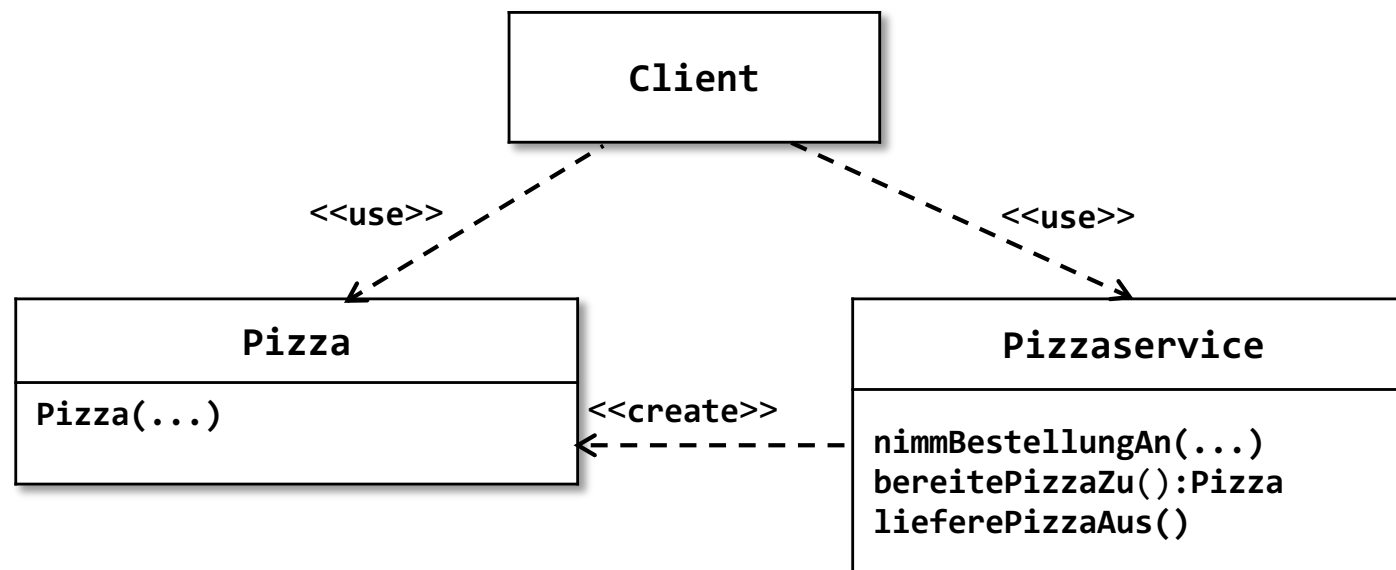 Client
<<use>>
<<use>>
Pizza
Pizza(...)
<<create>>
Pizzaservice
nimmBestellungAn(...)
bereitePizzaZu():Pizza
lieferePizzaAus()